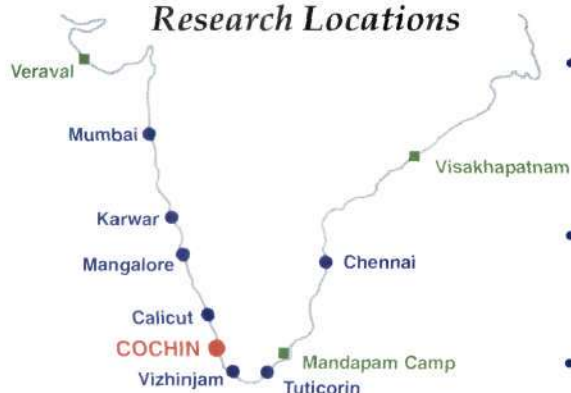 Research Locations
Veraval
Mumbai
Visakhapatnam
Karwar
Mangalore
Chennai
Calicut
COCHIN
Mandapam Camp
Vizhinjam
Tuticorin